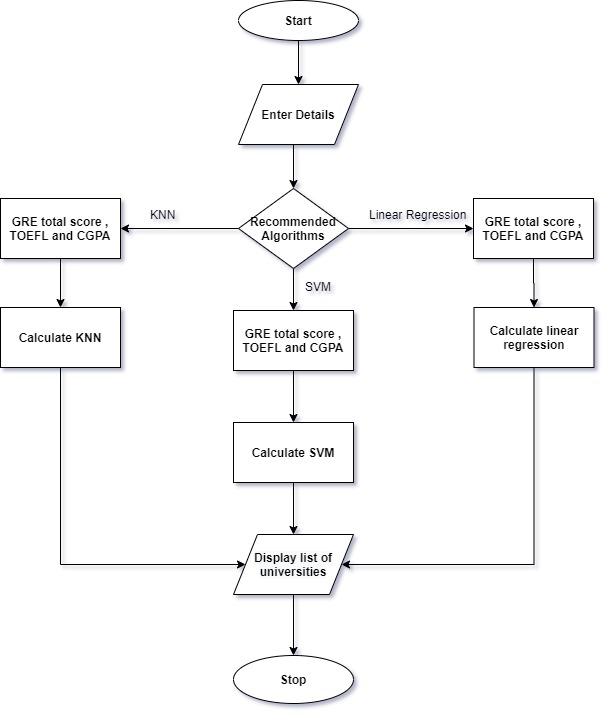 Start
Enter Details
KNN
Recommended
Algorithms
Linear Regression
GRE total score ,
TOEFL and CGPA
GRE total score ,
TOEFL and CGPA
SVM
GRE total score ,
TOEFL and CGPA
Calculate KNN
Calculate linear
regression
Calculate SVM
Display list of
universities
Stop